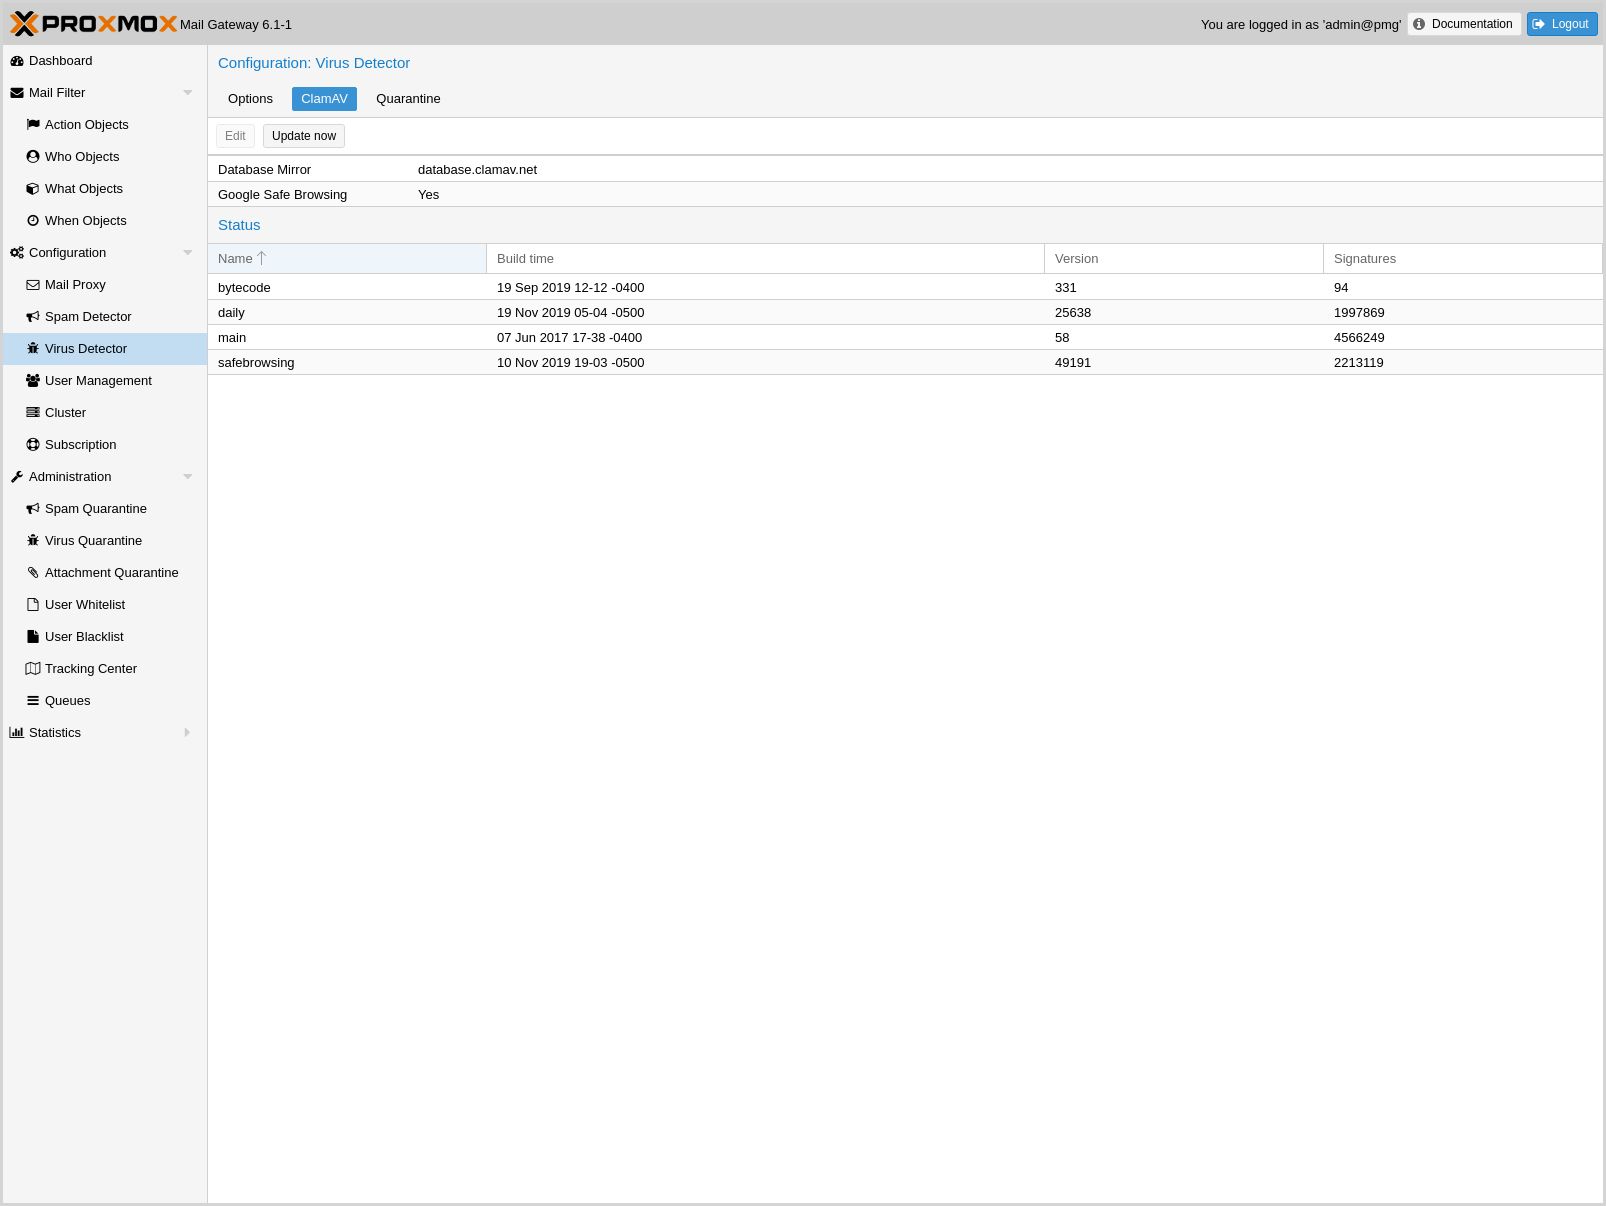 PROXMOX Mail Gateway 6.1-1 You are logged in as 'admin@pmg' Documentation Logout
Dashboard
Mail Filter
Action Objects
Who Objects
What Objects
When Objects
Configuration
Mail Proxy
Spam Detector
Virus Detector
User Management
Cluster
Subscription
Administration
Spam Quarantine
Virus Quarantine
Attachment Quarantine
User Whitelist
User Blacklist
Tracking Center
Queues
Statistics
Configuration: Virus Detector
Options ClamAV Quarantine
Edit Update now
Database Mirror database.clamav.net
Google Safe Browsing Yes
Status
Name Build time Version Signatures
bytecode 19 Sep 2019 12-12 -0400 331 94
daily 19 Nov 2019 05-04 -0500 25638 1997869
main 07 Jun 2017 17-38 -0400 58 4566249
safebrowsing 10 Nov 2019 19-03 -0500 49191 2213119